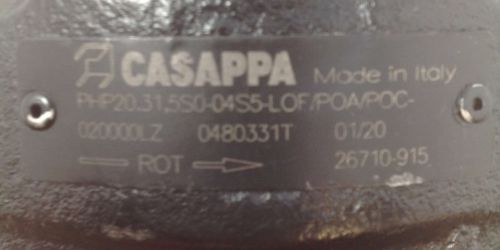 CASAPPA Made in Italy
PHP20.31,5S0-04S5-LOF/POA/POC-
020000LZ 0480331T 01/20
ROT 26710-915